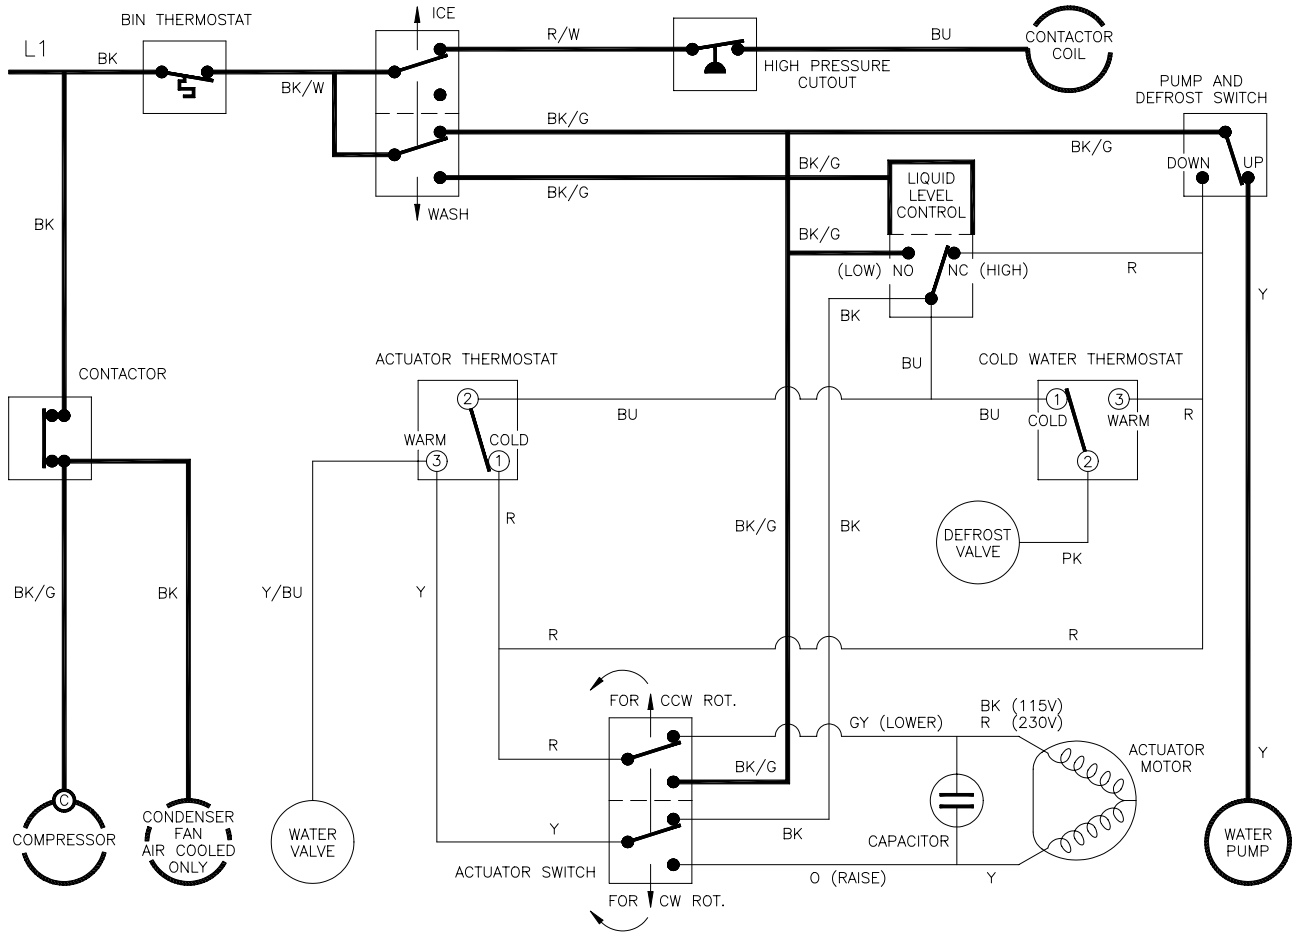 BIN THERMOSTAT
ICE
L1
BK
BK/W
R/W
BU
CONTACTOR
COIL
HIGH PRESSURE
CUTOUT
PUMP AND
DEFROST SWITCH
BK/G
BK/G
DOWN
UP
BK/G
BK/G
LIQUID
LEVEL
CONTROL
WASH
BK
BK/G
(LOW) NO
NC (HIGH)
R
Y
BK
BU
ACTUATOR THERMOSTAT
COLD WATER THERMOSTAT
CONTACTOR
2
1
3
BU
BU
COLD
WARM
R
WARM
COLD
3
1
2
R
BK/G
BK
DEFROST
VALVE
PK
BK/G
BK
Y/BU
Y
R
R
FOR CCW ROT.
BK (115V)
GY (LOWER)
R (230V)
R
BK/G
ACTUATOR
MOTOR
Y
C
COMPRESSOR
CONDENSER
FAN
AIR COOLED
ONLY
WATER
VALVE
Y
BK
CAPACITOR
WATER
PUMP
ACTUATOR SWITCH
O (RAISE)
Y
FOR CW ROT.